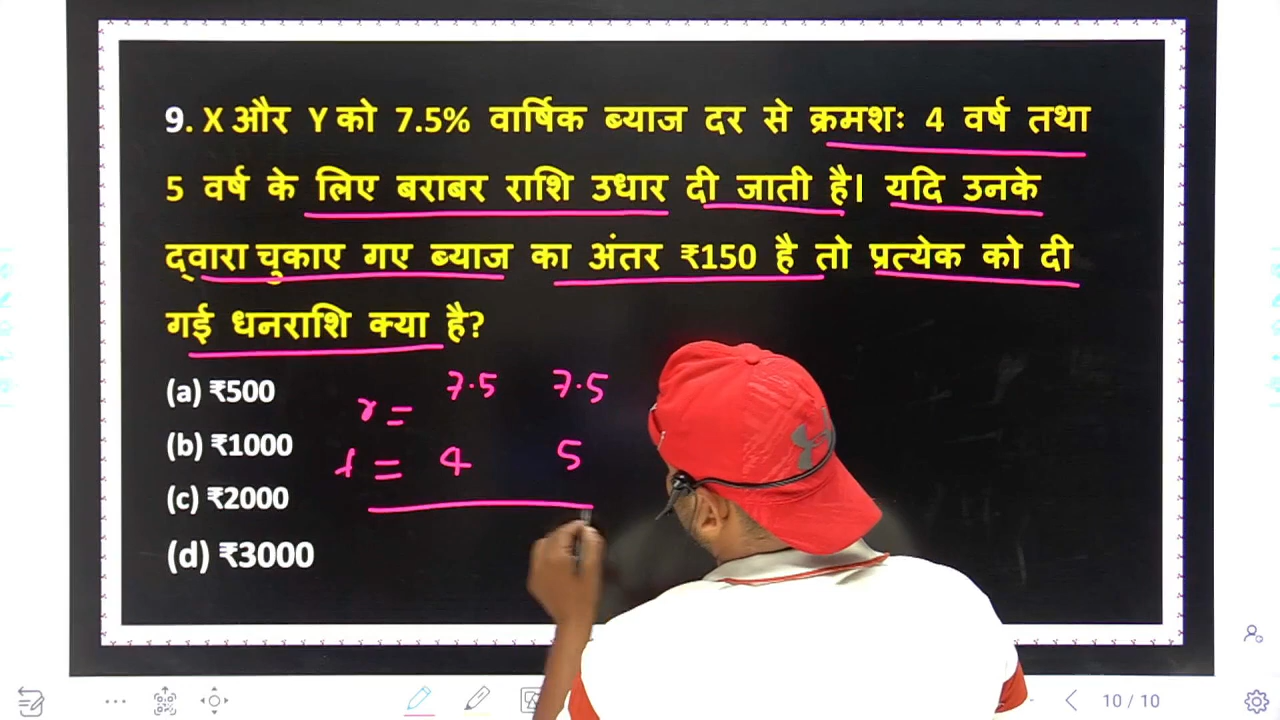 9. X और Y को 7.5% वार्षिक ब्याज दर से क्रमशः 4 वर्ष तथा
5 वर्ष के लिए बराबर राशि उधार दी जाती है। यदि उनके
द्वारा चुकाए गए ब्याज का अंतर ₹150 है तो प्रत्येक को दी
गई धनराशि क्या है?
(a) ₹500
(b) ₹1000
(c) ₹2000
(d) ₹3000
r = 7.5 7.5
t = 4 5
10 / 10